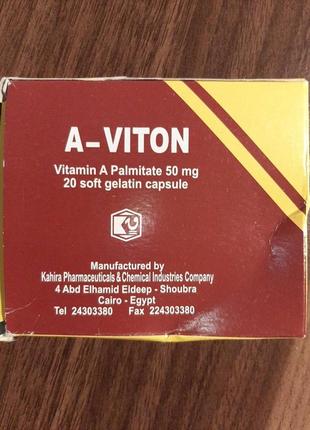 A-VITON
Vitamin A Palmitate 50 mg
20 soft gelatin capsule
Manufactured by
Kahira Pharmaceuticals & Chemical Industries Company
4 Abd Elhamid Eldeep - Shoubra
Cairo - Egypt
Tel 24303380 Fax 224303380